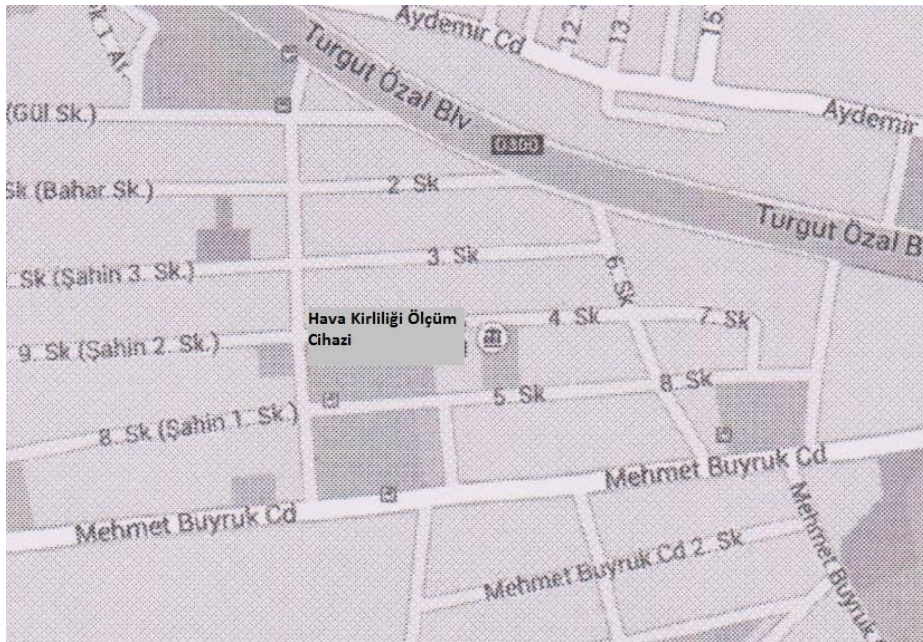 Aydemir Cd
12.
13.
15.
k 1. Ar.
Turgut Özal Blv
(Gül Sk.)
Aydemir
D300
Sk (Bahar Sk.)
2. Sk
Turgut Özal B
3. Sk
Sk (Şahin 3. Sk.)
6. Sk
Hava Kirliliği Ölçüm
Cihazi
4. Sk
7. Sk
9. Sk (Şahin 2. Sk.)
8. Sk
5. Sk
8. Sk (Şahin 1. Sk.)
Mehmet Buyruk Cd
Mehmet Buyruk Cd
Mehmet Buyruk Cd 2. Sk
Mehmet Buyruk